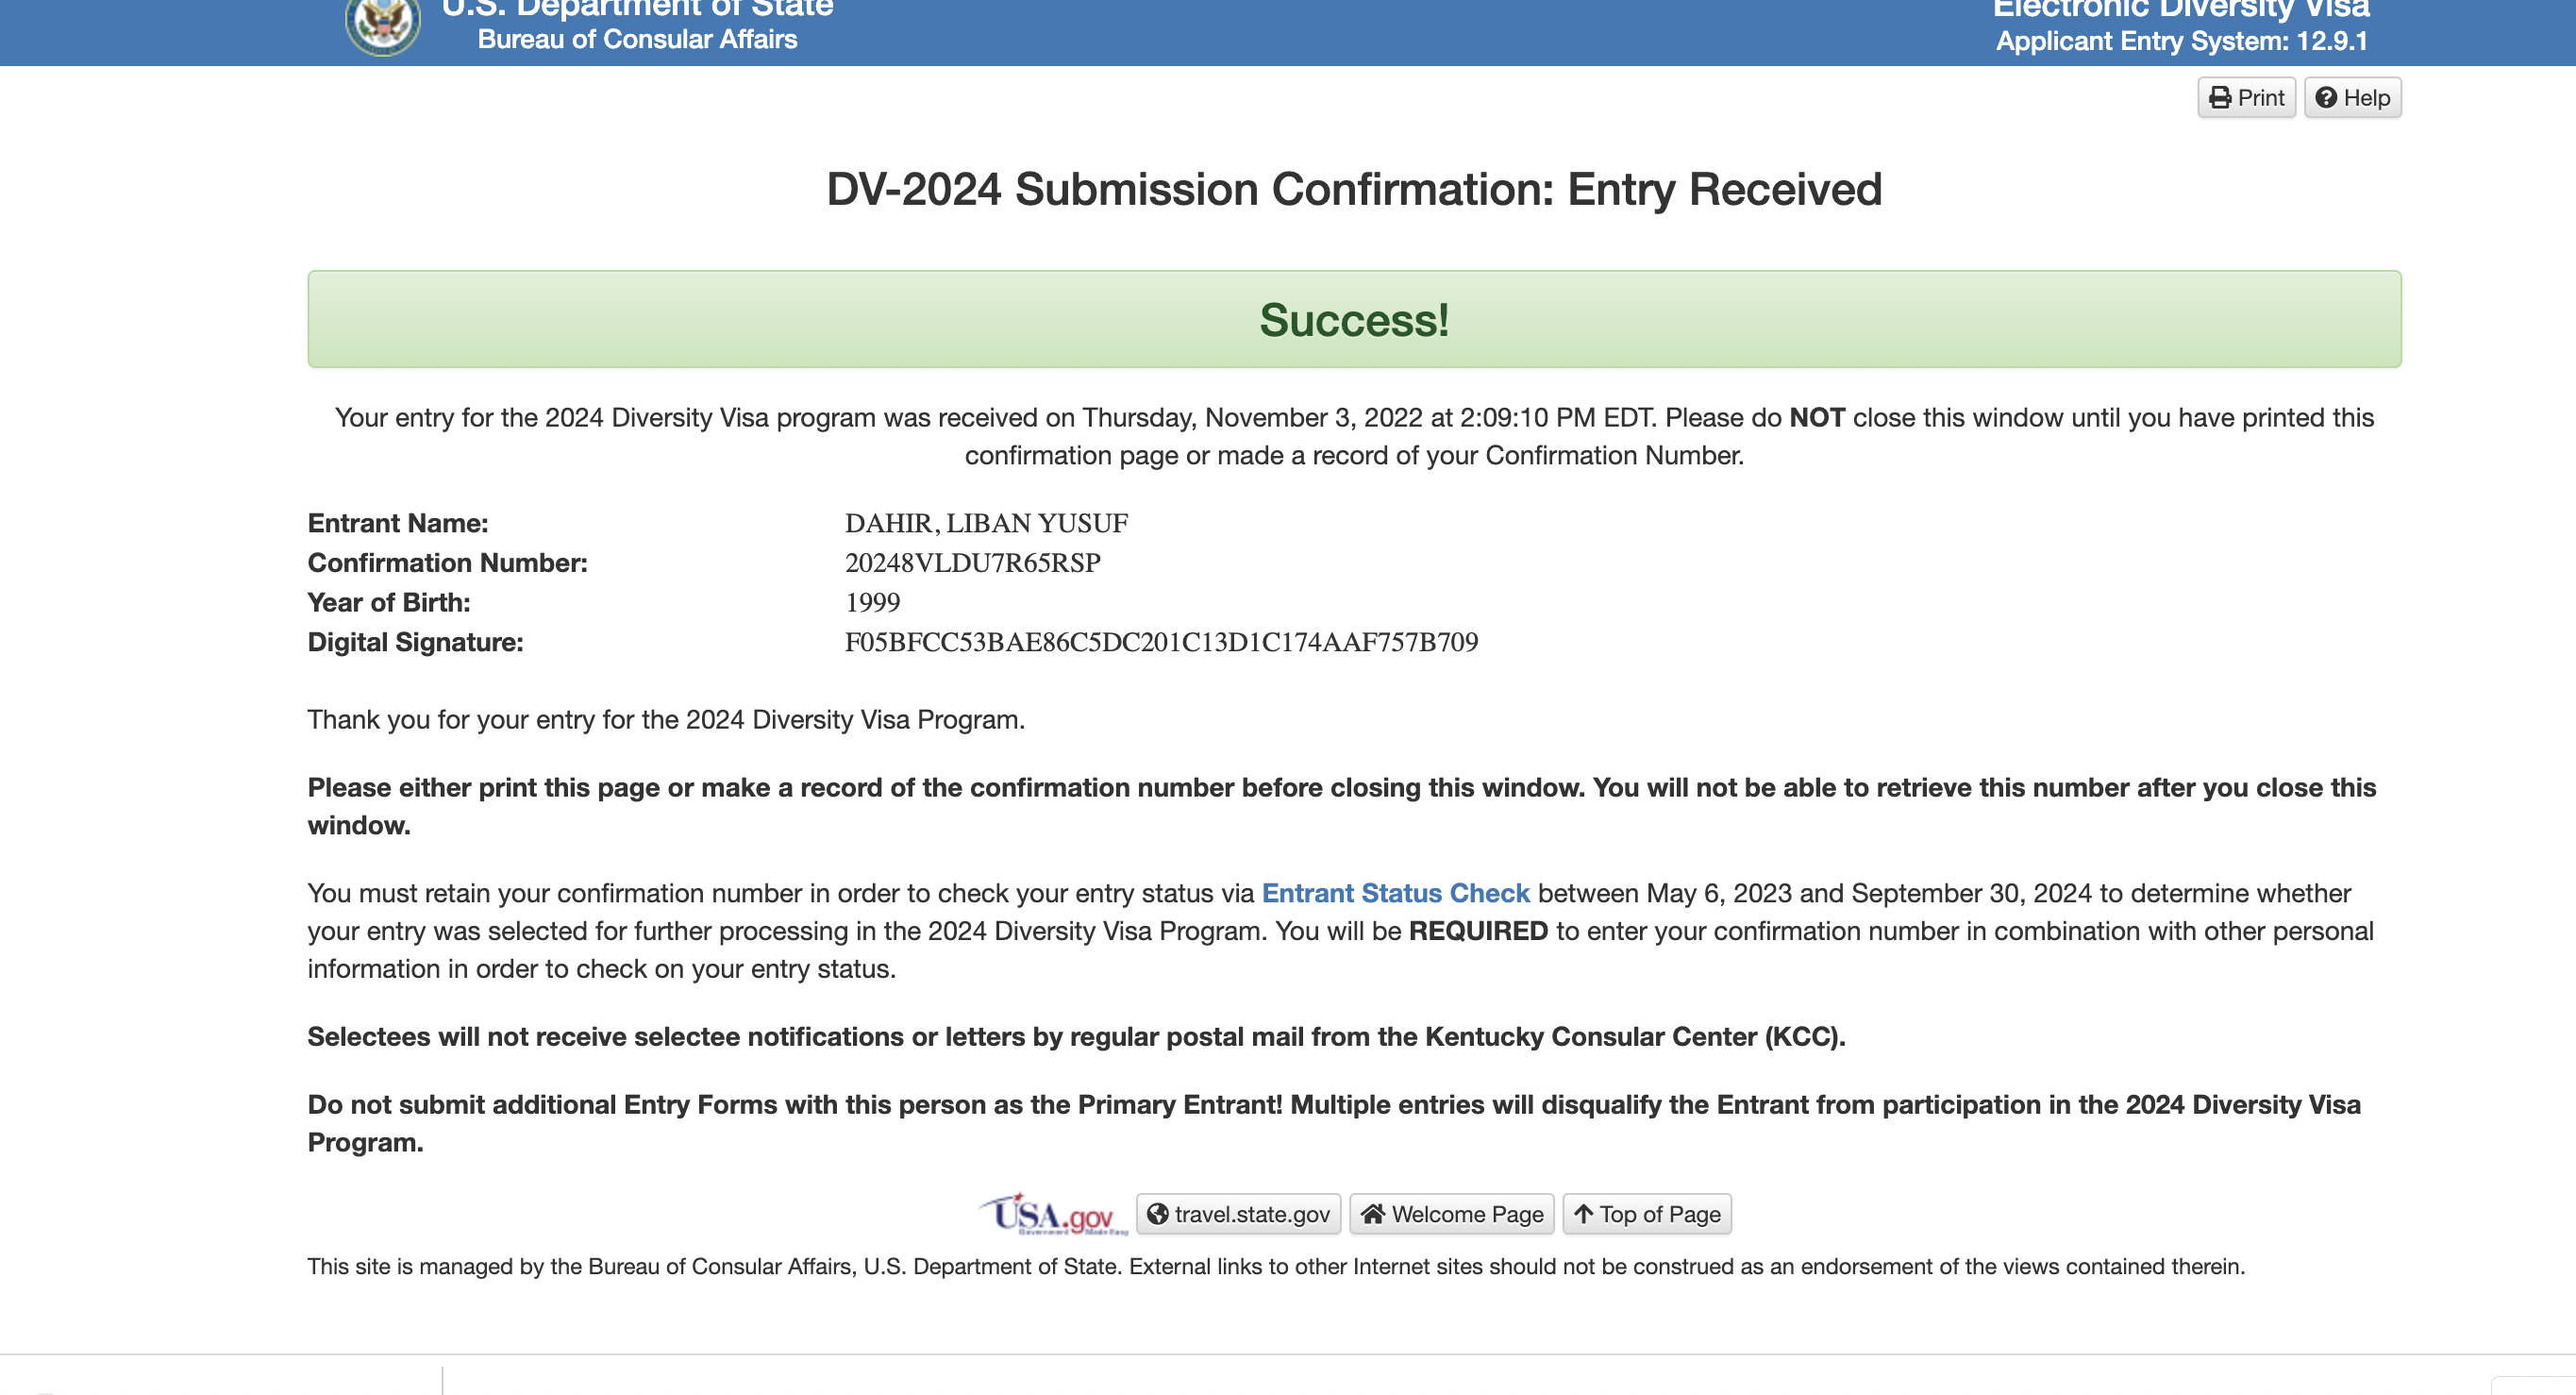 U.S. Department of State
Bureau of Consular Affairs
Electronic Diversity Visa
Applicant Entry System: 12.9.1
Print
Help
DV-2024 Submission Confirmation: Entry Received
Success!
Your entry for the 2024 Diversity Visa program was received on Thursday, November 3, 2022 at 2:09:10 PM EDT. Please do NOT close this window until you have printed this
confirmation page or made a record of your Confirmation Number.
Entrant Name: DAHIR, LIBAN YUSUF
Confirmation Number: 20248VLDU7R65RSP
Year of Birth: 1999
Digital Signature: F05BFCC53BAE86C5DC201C13D1C174AAF757B709
Thank you for your entry for the 2024 Diversity Visa Program.
Please either print this page or make a record of the confirmation number before closing this window. You will not be able to retrieve this number after you close this
window.
You must retain your confirmation number in order to check your entry status via Entrant Status Check between May 6, 2023 and September 30, 2024 to determine whether
your entry was selected for further processing in the 2024 Diversity Visa Program. You will be REQUIRED to enter your confirmation number in combination with other personal
information in order to check on your entry status.
Selectees will not receive selectee notifications or letters by regular postal mail from the Kentucky Consular Center (KCC).
Do not submit additional Entry Forms with this person as the Primary Entrant! Multiple entries will disqualify the Entrant from participation in the 2024 Diversity Visa
Program.
USA.gov
Government Made Easy
travel.state.gov
Welcome Page
Top of Page
This site is managed by the Bureau of Consular Affairs, U.S. Department of State. External links to other Internet sites should not be construed as an endorsement of the views contained therein.